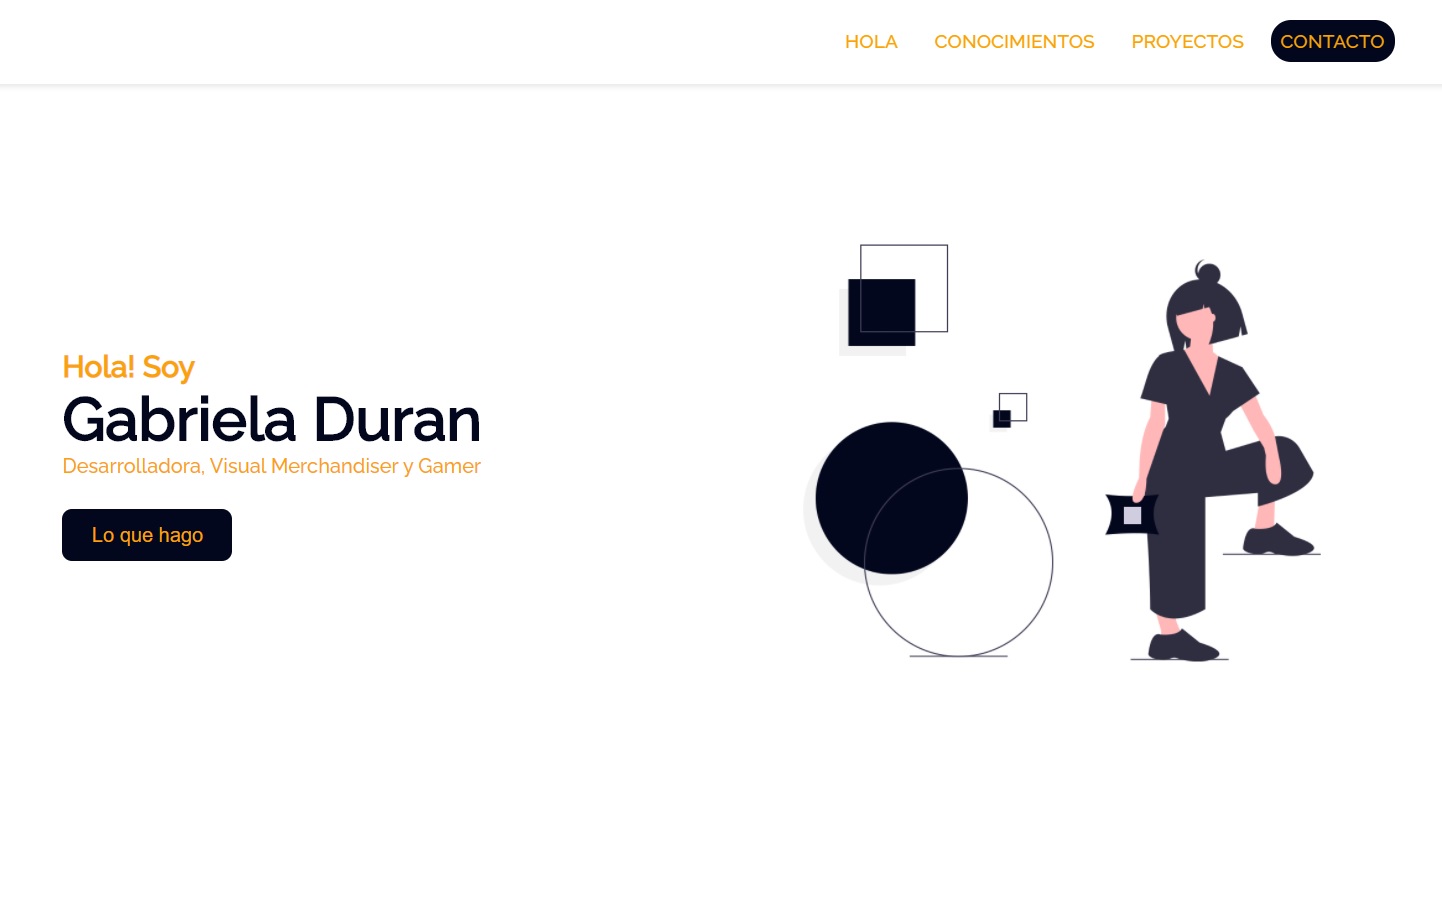 HOLA CONOCIMIENTOS PROYECTOS CONTACTO
Hola! Soy
Gabriela Duran
Desarrolladora, Visual Merchandiser y Gamer
Lo que hago